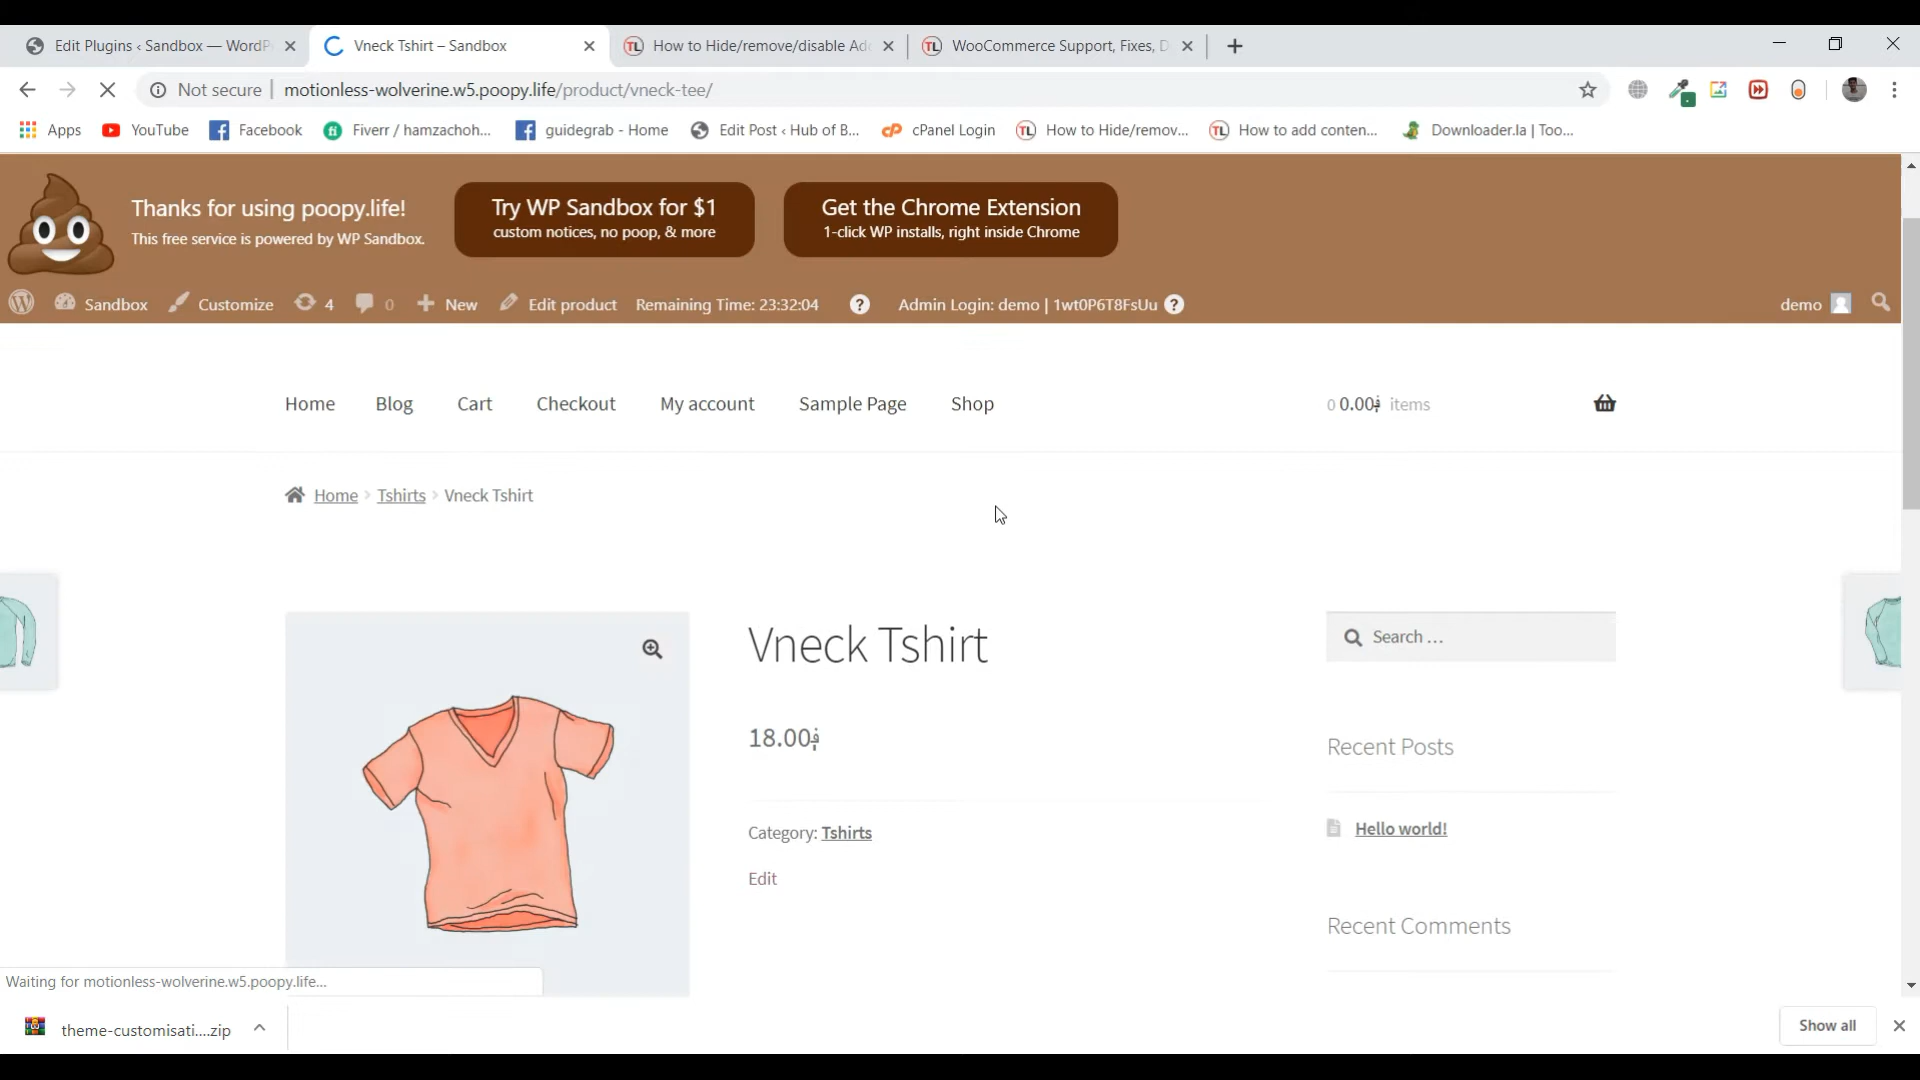 Edit Plugins ‹ Sandbox — WordP
Vneck Tshirt – Sandbox
How to Hide/remove/disable Ad
WooCommerce Support, Fixes, D
Not secure
motionless-wolverine.w5.poopy.life/product/vneck-tee/
Apps
YouTube
Facebook
Fiverr / hamzachoh...
guidegrab - Home
Edit Post ‹ Hub of B...
cPanel Login
How to Hide/remov...
How to add conten...
Downloader.la | Too...
Thanks for using poopy.life!
This free service is powered by WP Sandbox.
Try WP Sandbox for $1
custom notices, no poop, & more
Get the Chrome Extension
1-click WP installs, right inside Chrome
Sandbox
Customize
4
0
New
Edit product
Remaining Time: 23:32:04
?
Admin Login: demo | 1wt0P6T8FsUu
?
demo
Home
Blog
Cart
Checkout
My account
Sample Page
Shop
0 0.00؋ items
Home › Tshirts › Vneck Tshirt
Vneck Tshirt
18.00؋
Category: Tshirts
Edit
Search …
Recent Posts
Hello world!
Recent Comments
Waiting for motionless-wolverine.w5.poopy.life...
theme-customisati....zip
Show all